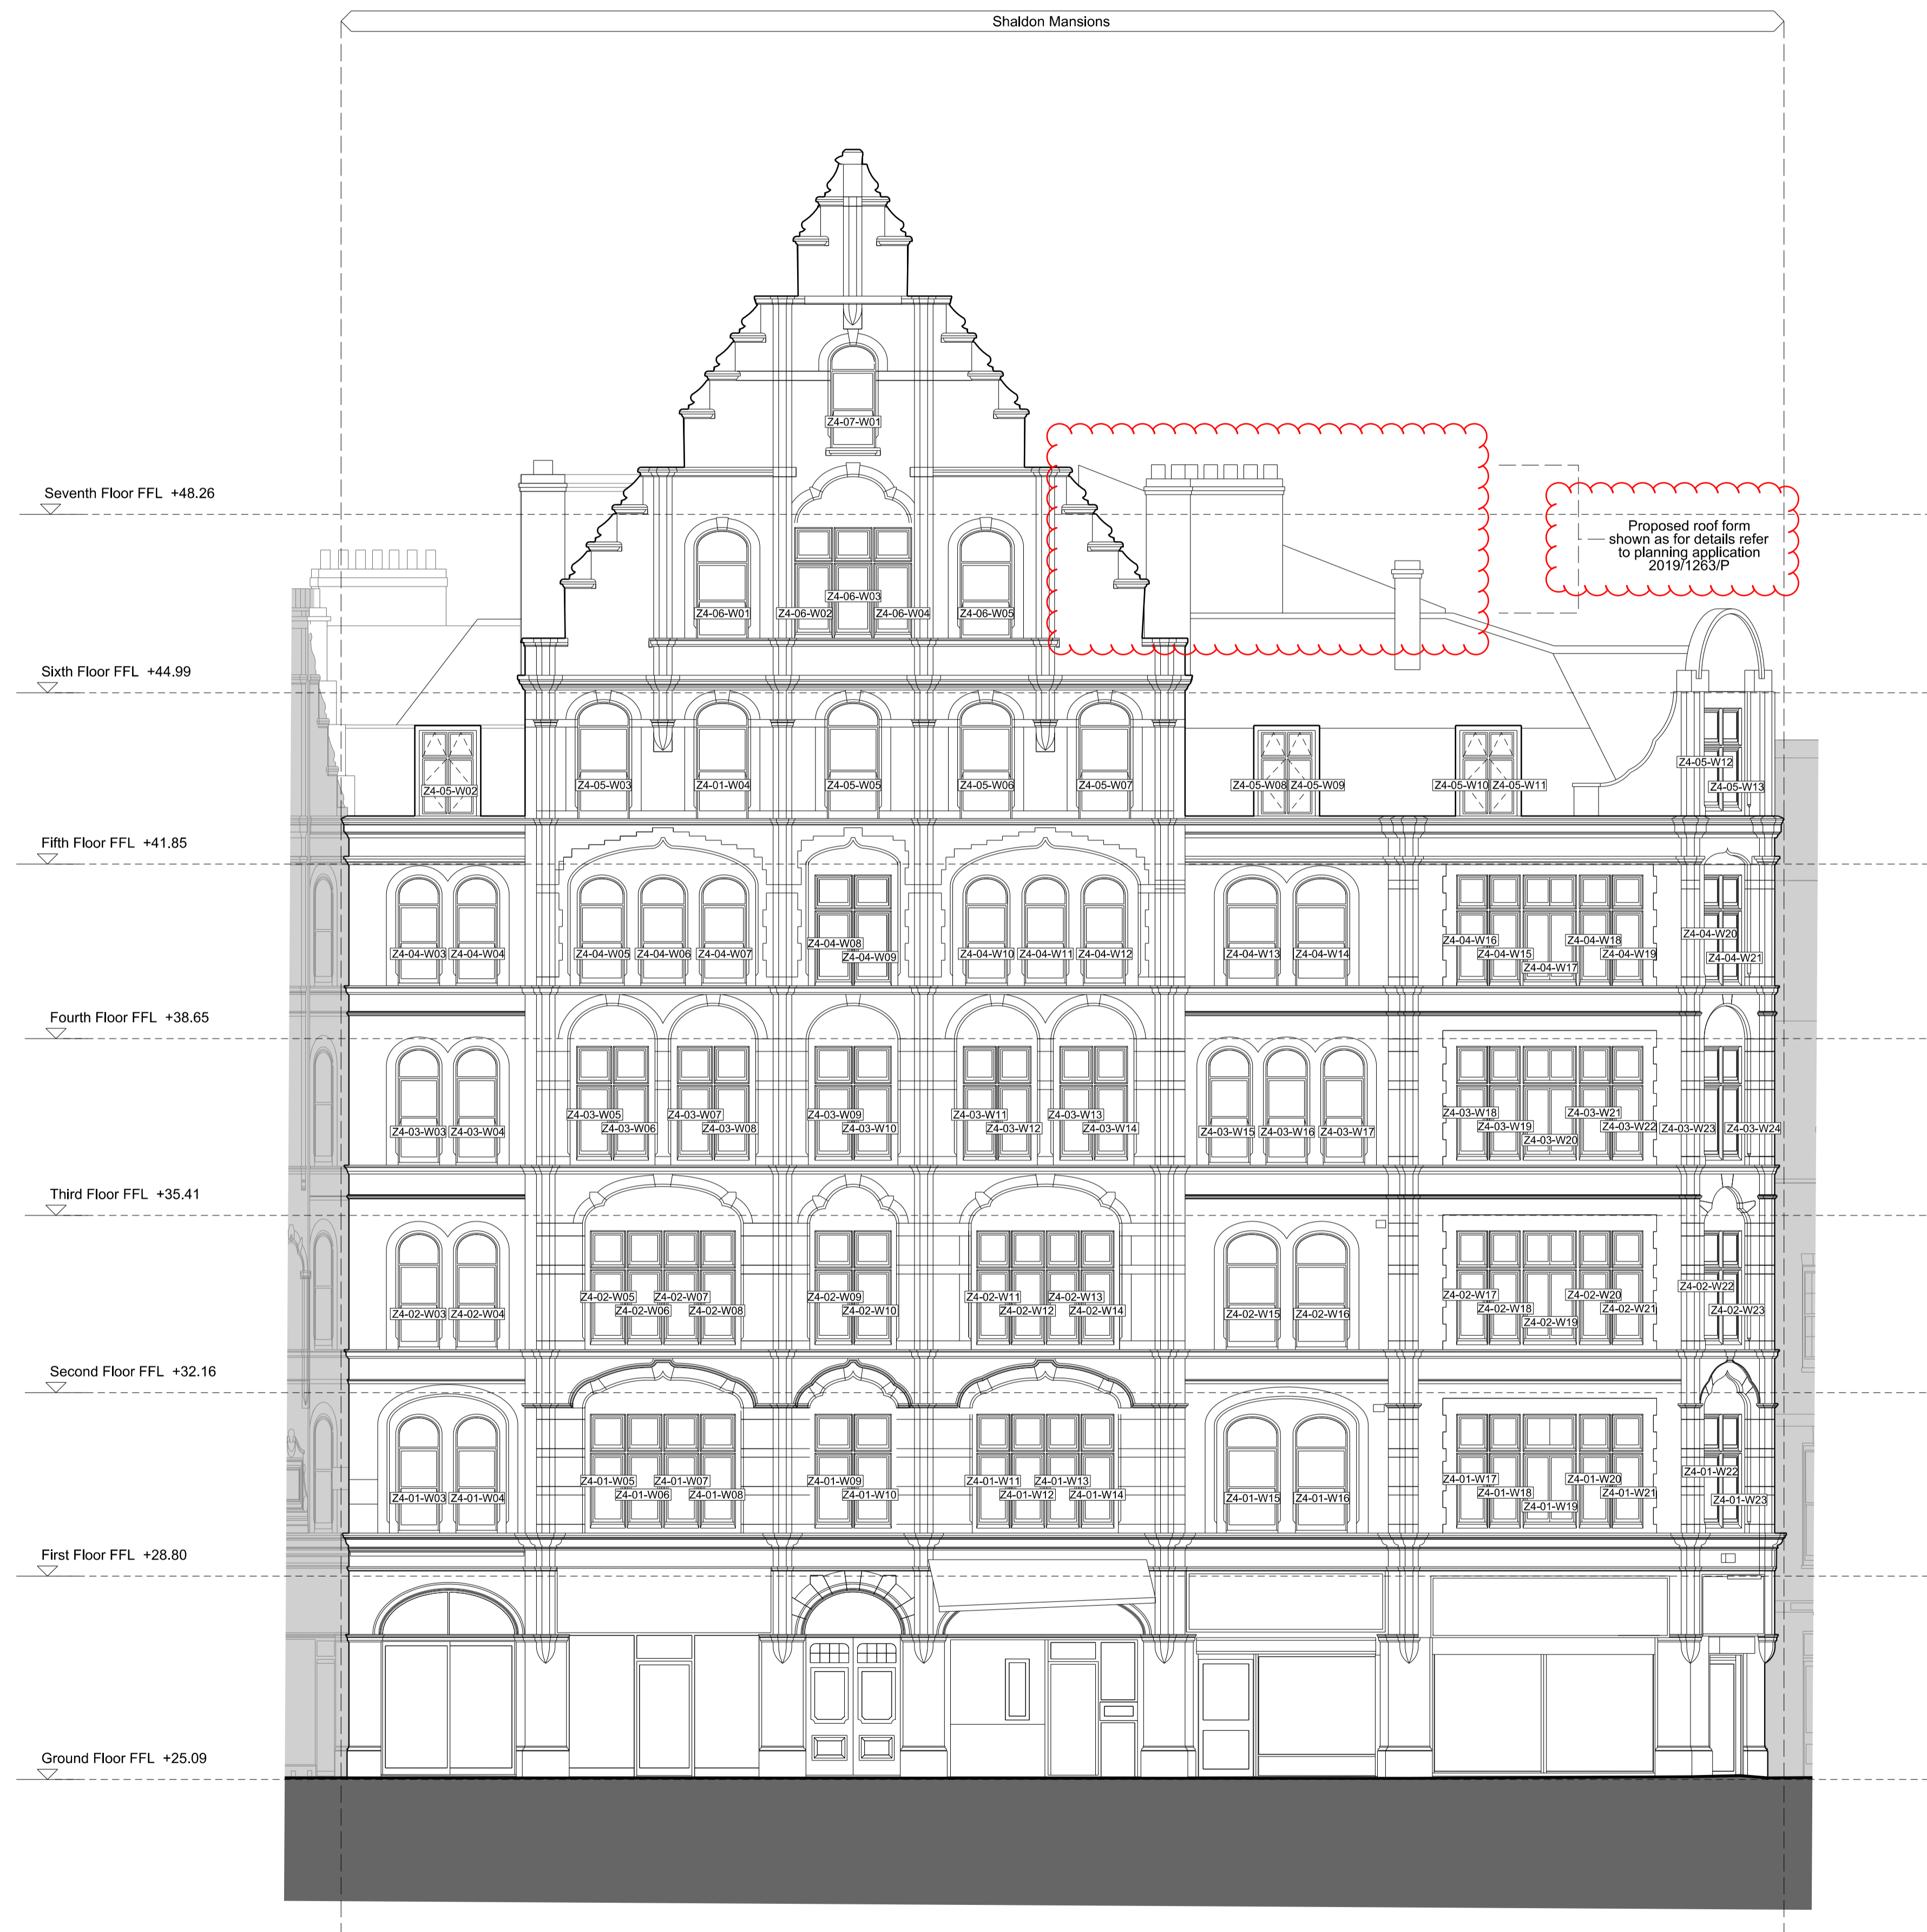 Shaldon Mansions
Z4-07-W01
Seventh Floor FFL +48.26
Proposed roof form
shown as for details refer
to planning application
2019/1263/P
Z4-06-W01
Z4-06-W02
Z4-06-W03
Z4-06-W04
Z4-06-W05
Sixth Floor FFL +44.99
Z4-05-W02
Z4-05-W03
Z4-01-W04
Z4-05-W05
Z4-05-W06
Z4-05-W07
Z4-05-W08
Z4-05-W09
Z4-05-W10
Z4-05-W11
Z4-05-W12
Z4-05-W13
Fifth Floor FFL +41.85
Z4-04-W03
Z4-04-W04
Z4-04-W05
Z4-04-W06
Z4-04-W07
Z4-04-W08
Z4-04-W09
Z4-04-W10
Z4-04-W11
Z4-04-W12
Z4-04-W13
Z4-04-W14
Z4-04-W16
Z4-04-W15
Z4-04-W17
Z4-04-W18
Z4-04-W19
Z4-04-W20
Z4-04-W21
Fourth Floor FFL +38.65
Z4-03-W03
Z4-03-W04
Z4-03-W05
Z4-03-W06
Z4-03-W07
Z4-03-W08
Z4-03-W09
Z4-03-W10
Z4-03-W11
Z4-03-W12
Z4-03-W13
Z4-03-W14
Z4-03-W15
Z4-03-W16
Z4-03-W17
Z4-03-W18
Z4-03-W19
Z4-03-W20
Z4-03-W21
Z4-03-W22
Z4-03-W23
Z4-03-W24
Third Floor FFL +35.41
Z4-02-W03
Z4-02-W04
Z4-02-W05
Z4-02-W06
Z4-02-W07
Z4-02-W08
Z4-02-W09
Z4-02-W10
Z4-02-W11
Z4-02-W12
Z4-02-W13
Z4-02-W14
Z4-02-W15
Z4-02-W16
Z4-02-W17
Z4-02-W18
Z4-02-W19
Z4-02-W20
Z4-02-W21
Z4-02-W22
Z4-02-W23
Second Floor FFL +32.16
Z4-01-W03
Z4-01-W04
Z4-01-W05
Z4-01-W06
Z4-01-W07
Z4-01-W08
Z4-01-W09
Z4-01-W10
Z4-01-W11
Z4-01-W12
Z4-01-W13
Z4-01-W14
Z4-01-W15
Z4-01-W16
Z4-01-W17
Z4-01-W18
Z4-01-W19
Z4-01-W20
Z4-01-W21
Z4-01-W22
Z4-01-W23
First Floor FFL +28.80
Ground Floor FFL +25.09